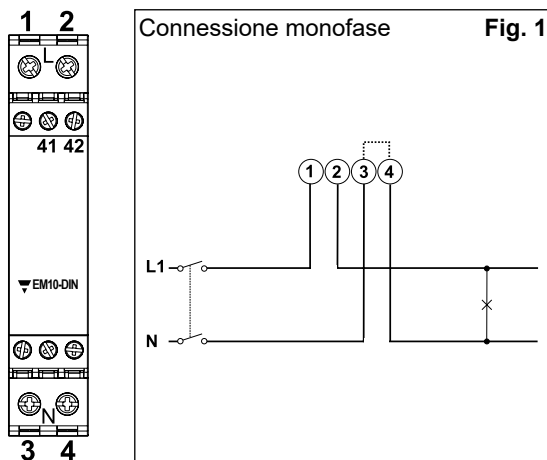 1 2
L
41 42
EM10-DIN
N
3 4
Connessione monofase Fig. 1
1 2 3 4
L1
N